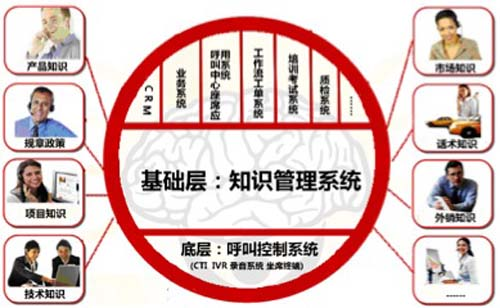 产品知识
规章政策
项目知识
技术知识
CRM
业务系统
呼叫中心座席应
用系统
工作流工单系统
培训考试系统
质检系统
......
基础层：知识管理系统
底层：呼叫控制系统
(CTI IVR 录音系统 坐席终端)
市场知识
话术知识
外销知识
......